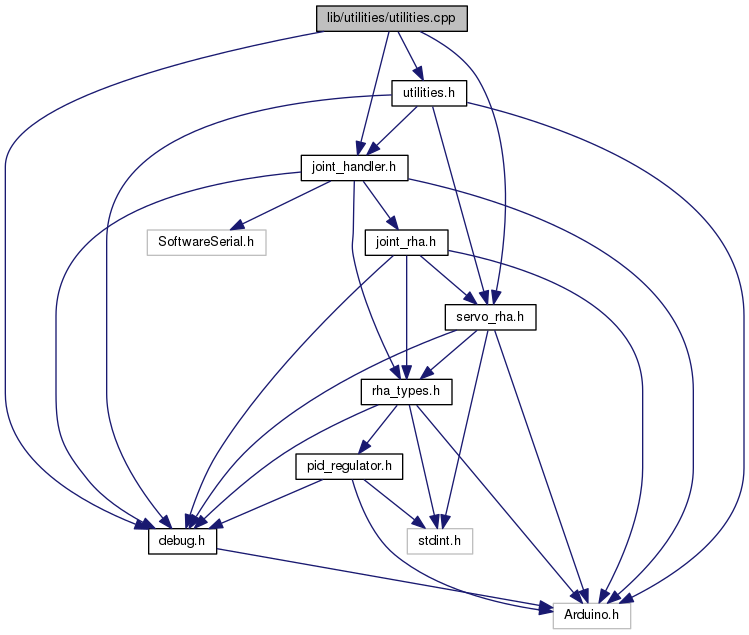 lib/utilities/utilities.cpp
utilities.h
joint_handler.h
SoftwareSerial.h
joint_rha.h
servo_rha.h
rha_types.h
pid_regulator.h
debug.h
stdint.h
Arduino.h